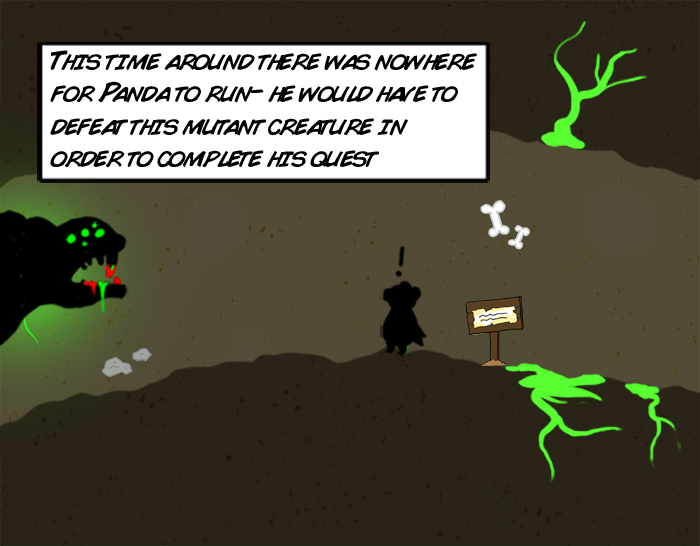 This time around there was nowhere
for Panda to run- he would have to
defeat this mutant creature in
order to complete his quest
!